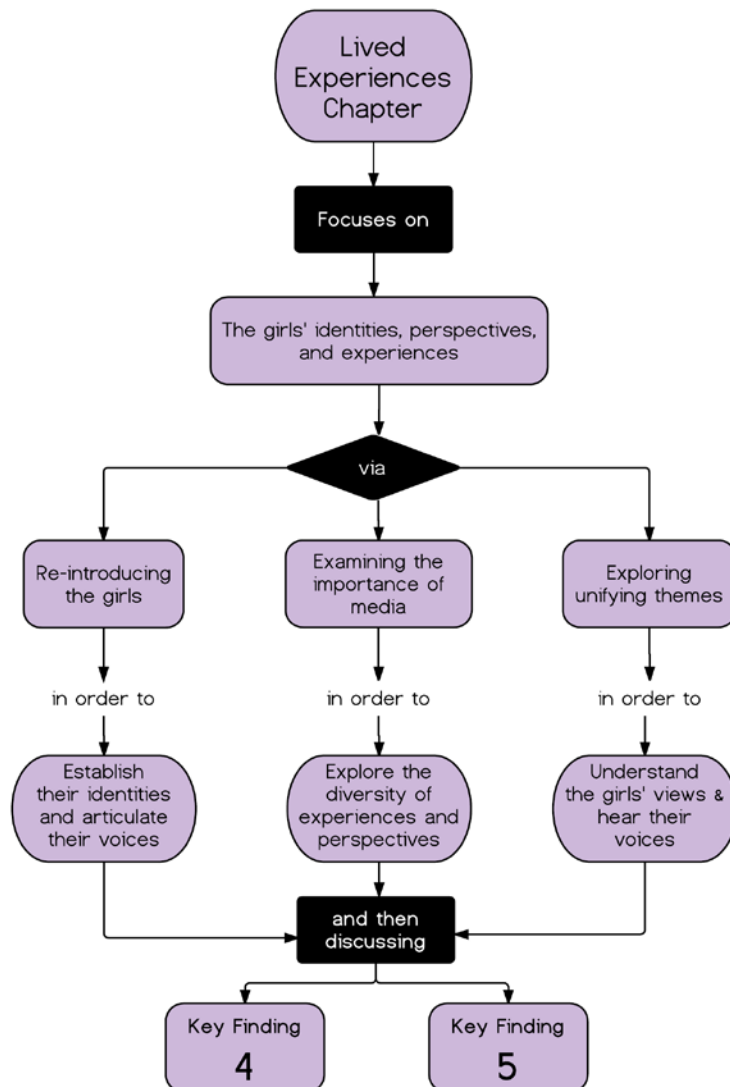 Lived
Experiences
Chapter
Focuses on
The girls' identities, perspectives,
and experiences
via
Re-introducing
the girls
Examining the
importance of
media
Exploring
unifying themes
in order to
in order to
in order to
Establish
their identities
and articulate
their voices
Explore the
diversity of
experiences and
perspectives
Understand
the girls' views &
hear their
voices
and then
discussing
Key Finding
4
Key Finding
5